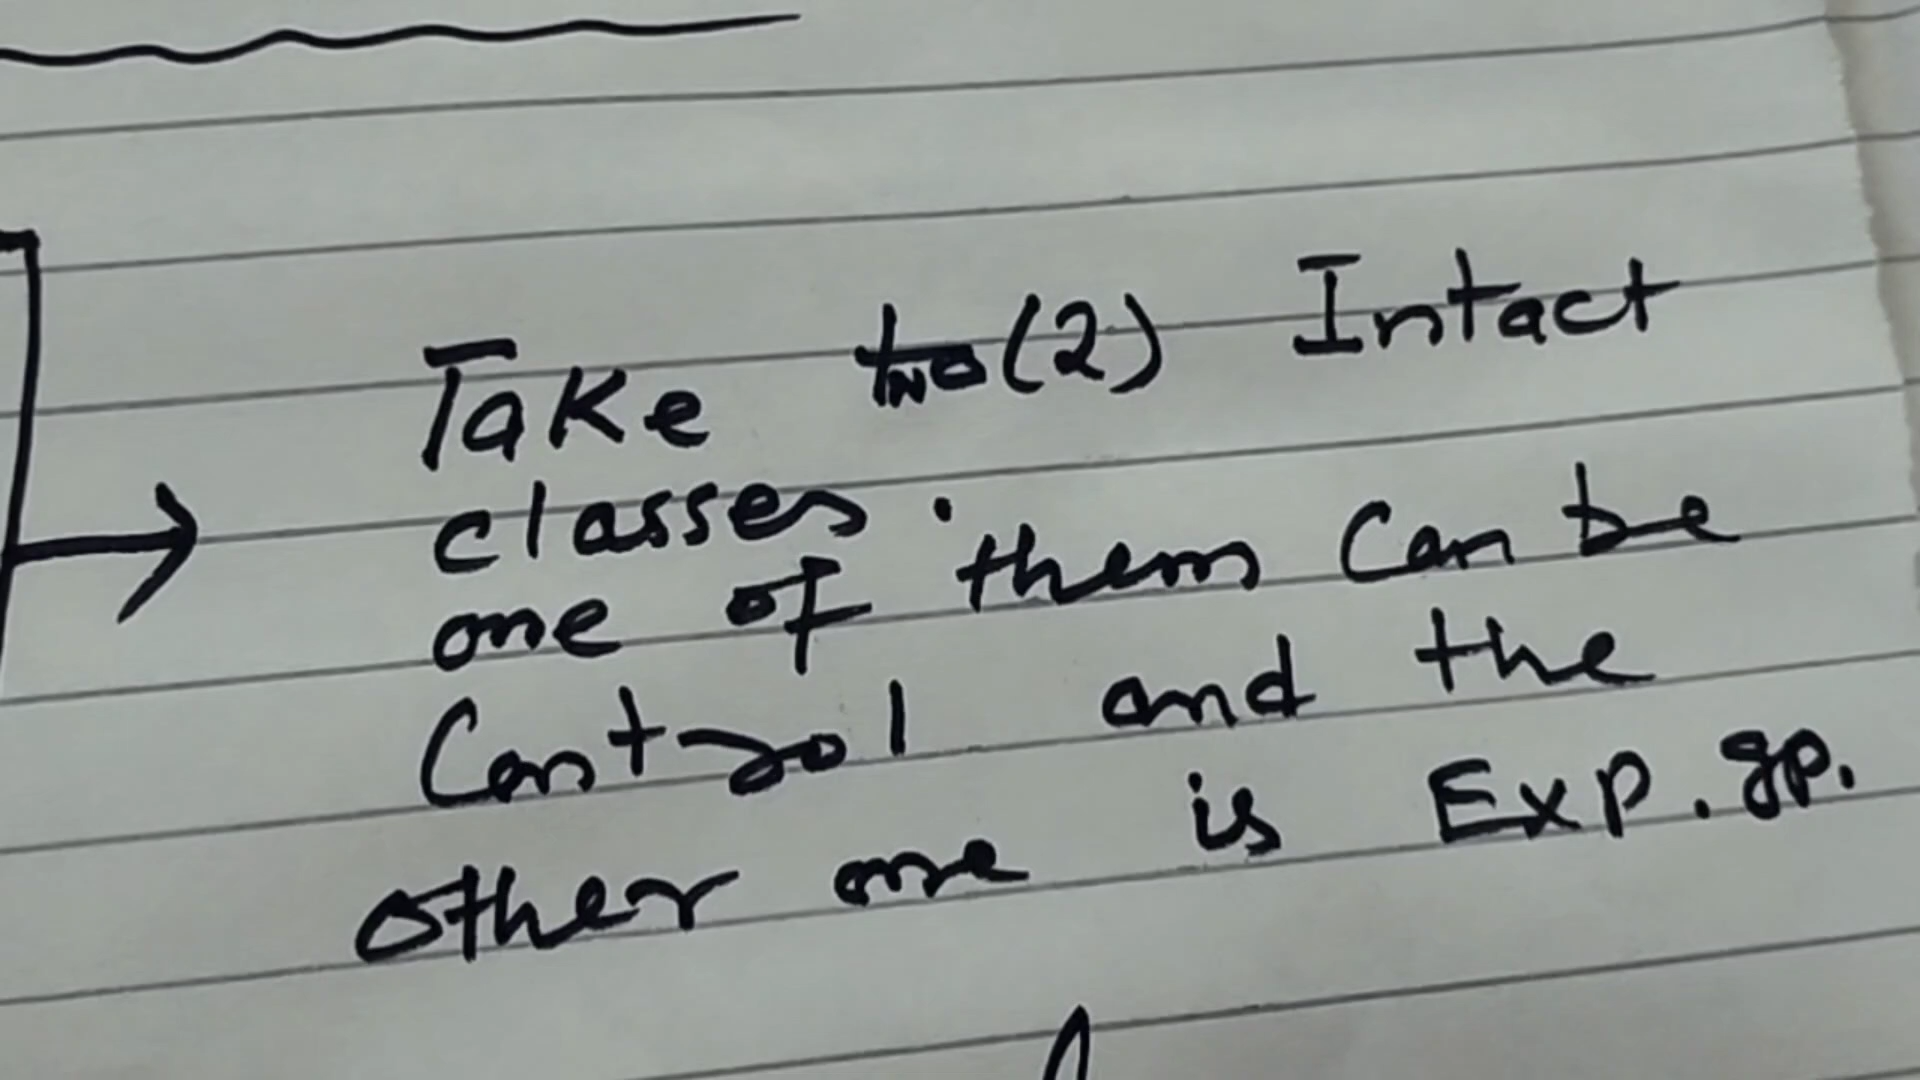 Take two (2) Intact
classes.
one of them can be
Control and the
other one is Exp. gp.